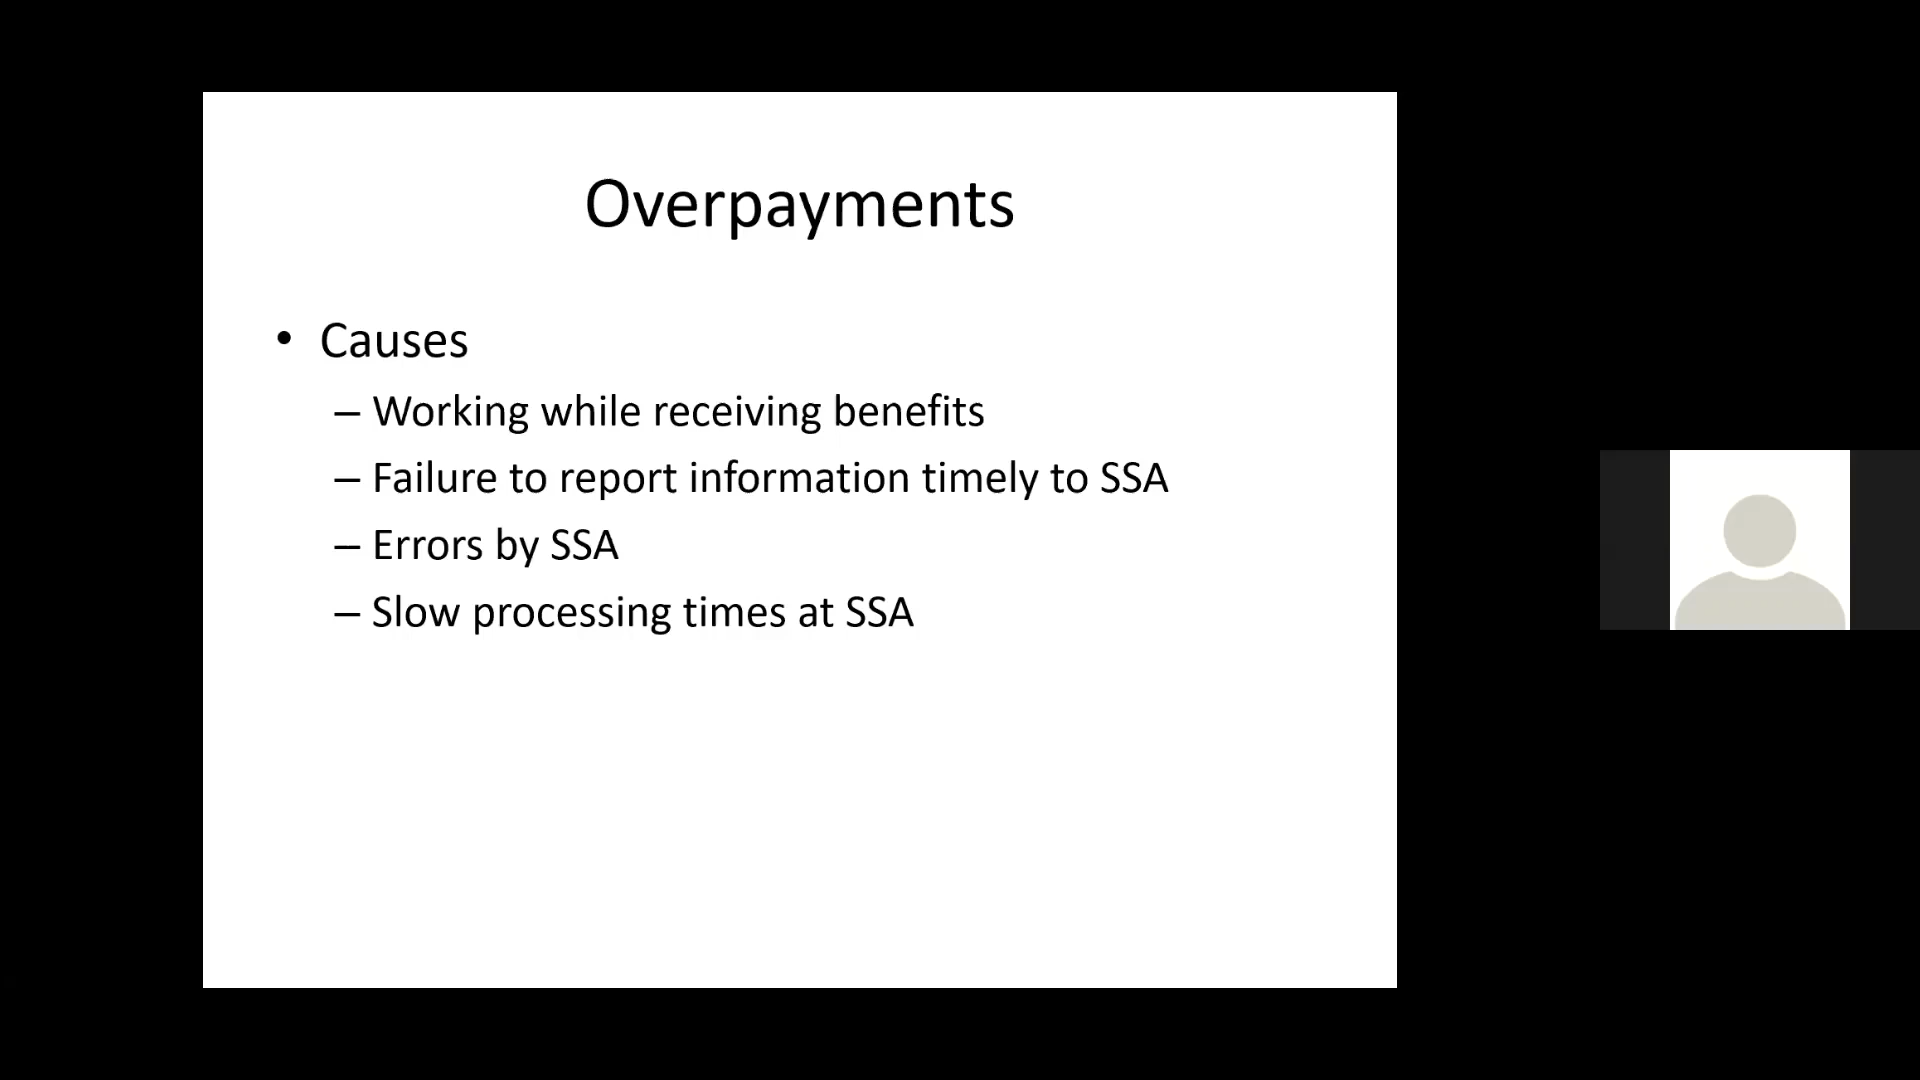 Overpayments
• Causes
– Working while receiving benefits
– Failure to report information timely to SSA
– Errors by SSA
– Slow processing times at SSA